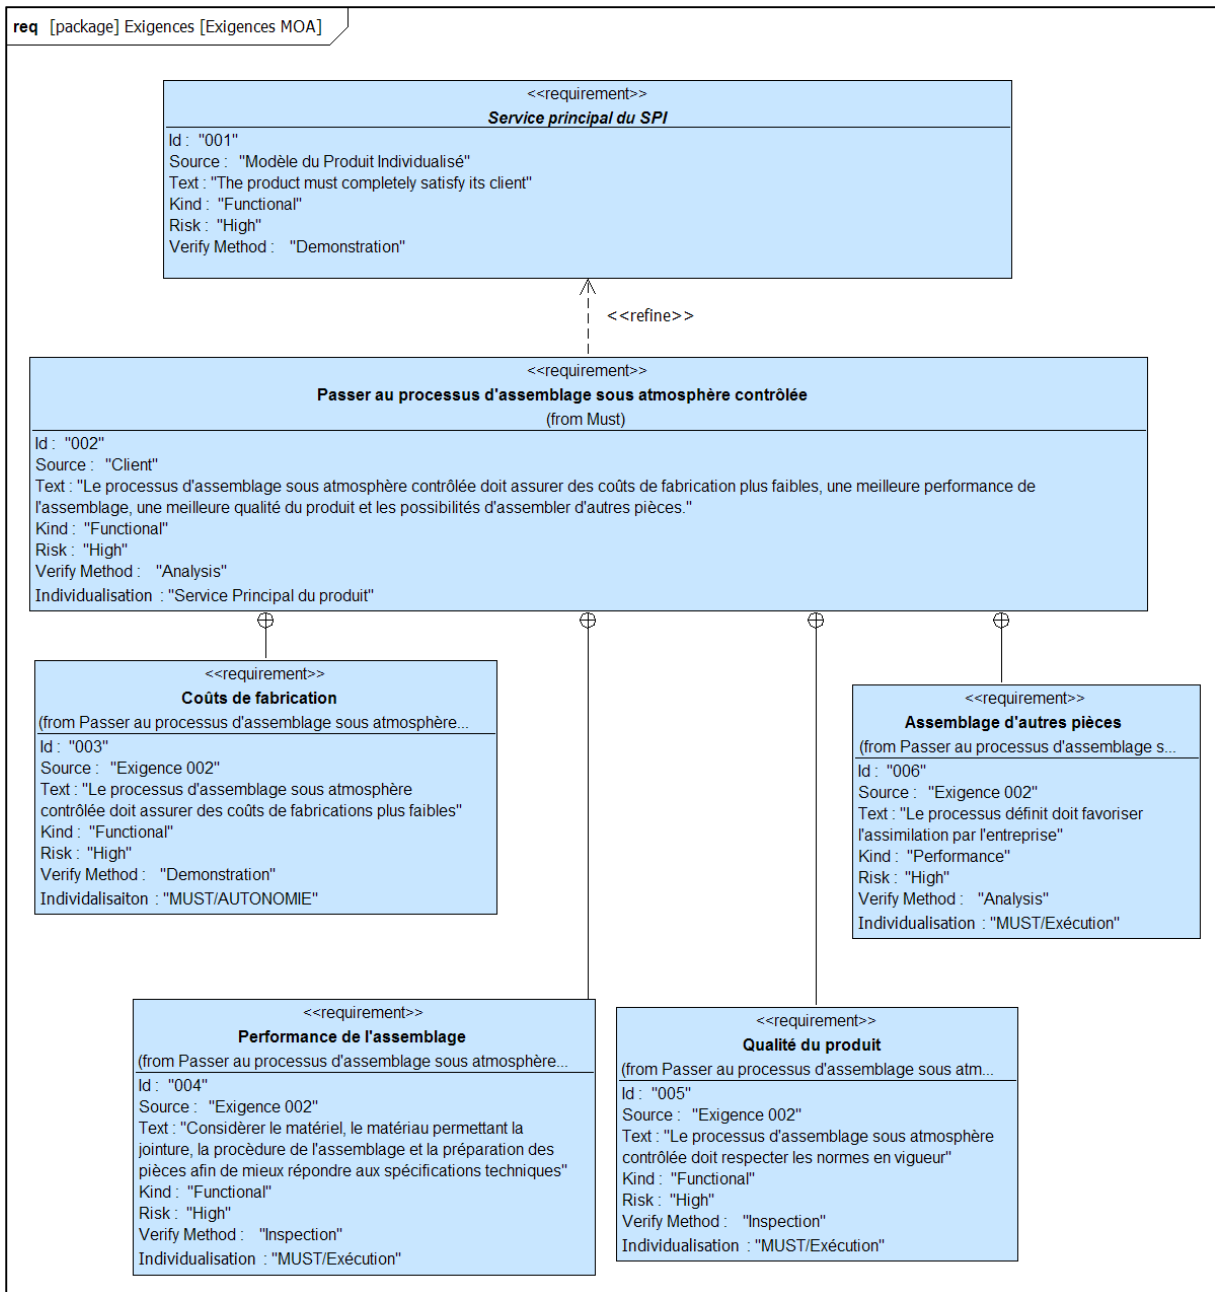 req [package] Exigences [Exigences MOA]
<<requirement>>
Service principal du SPI
Id : "001"
Source : "Modèle du Produit Individualisé"
Text : "The product must completely satisfy its client"
Kind : "Functional"
Risk : "High"
Verify Method : "Demonstration"
<<refine>>
<<requirement>>
Passer au processus d'assemblage sous atmosphère contrôlée
(from Must)
Id : "002"
Source : "Client"
Text : "Le processus d'assemblage sous atmosphère contrôlée doit assurer des coûts de fabrication plus faibles, une meilleure performance de
l'assemblage, une meilleure qualité du produit et les possibilités d'assembler d'autres pièces."
Kind : "Functional"
Risk : "High"
Verify Method : "Analysis"
Individualisation : "Service Principal du produit"
<<requirement>>
Coûts de fabrication
(from Passer au processus d'assemblage sous atmosphère...
Id : "003"
Source : "Exigence 002"
Text : "Le processus d'assemblage sous atmosphère
contrôlée doit assurer des coûts de fabrications plus faibles"
Kind : "Functional"
Risk : "High"
Verify Method : "Demonstration"
Individalisaiton : "MUST/AUTONOMIE"
<<requirement>>
Assemblage d'autres pièces
(from Passer au processus d'assemblage s...
Id : "006"
Source : "Exigence 002"
Text : "Le processus définit doit favoriser
l'assimilation par l'entreprise"
Kind : "Performance"
Risk : "High"
Verify Method : "Analysis"
Individualisation : "MUST/Exécution"
<<requirement>>
Performance de l'assemblage
(from Passer au processus d'assemblage sous atmosphère...
Id : "004"
Source : "Exigence 002"
Text : "Considèrer le matériel, le matériau permettant la
jointure, la procèdure de l'assemblage et la préparation des
pièces afin de mieux répondre aux spécifications techniques"
Kind : "Functional"
Risk : "High"
Verify Method : "Inspection"
Individualisation : "MUST/Exécution"
<<requirement>>
Qualité du produit
(from Passer au processus d'assemblage sous atm...
Id : "005"
Source : "Exigence 002"
Text : "Le processus d'assemblage sous atmosphère
contrôlée doit respecter les normes en vigueur"
Kind : "Functional"
Risk : "High"
Verify Method : "Inspection"
Individualisation : "MUST/Exécution"